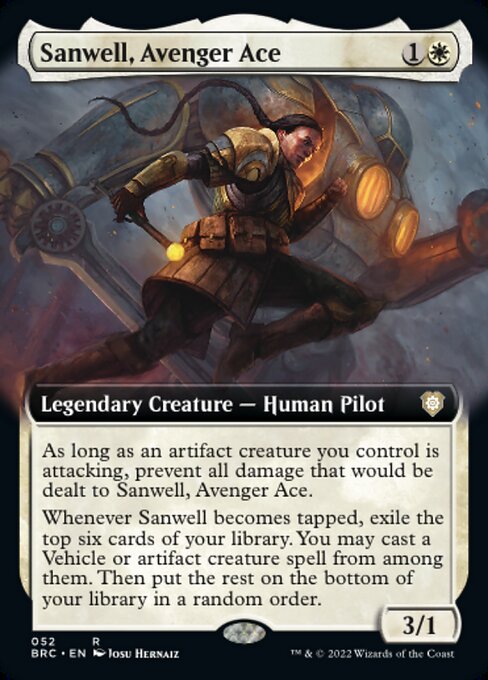 Sanwell, Avenger Ace 1
Legendary Creature — Human Pilot
As long as an artifact creature you control is
attacking, prevent all damage that would be
dealt to Sanwell, Avenger Ace.
Whenever Sanwell becomes tapped, exile the
top six cards of your library. You may cast a
Vehicle or artifact creature spell from among
them. Then put the rest on the bottom of
your library in a random order.
3/1
052 R
BRC • EN Josu Hernaiz
™ & © 2022 Wizards of the Coast